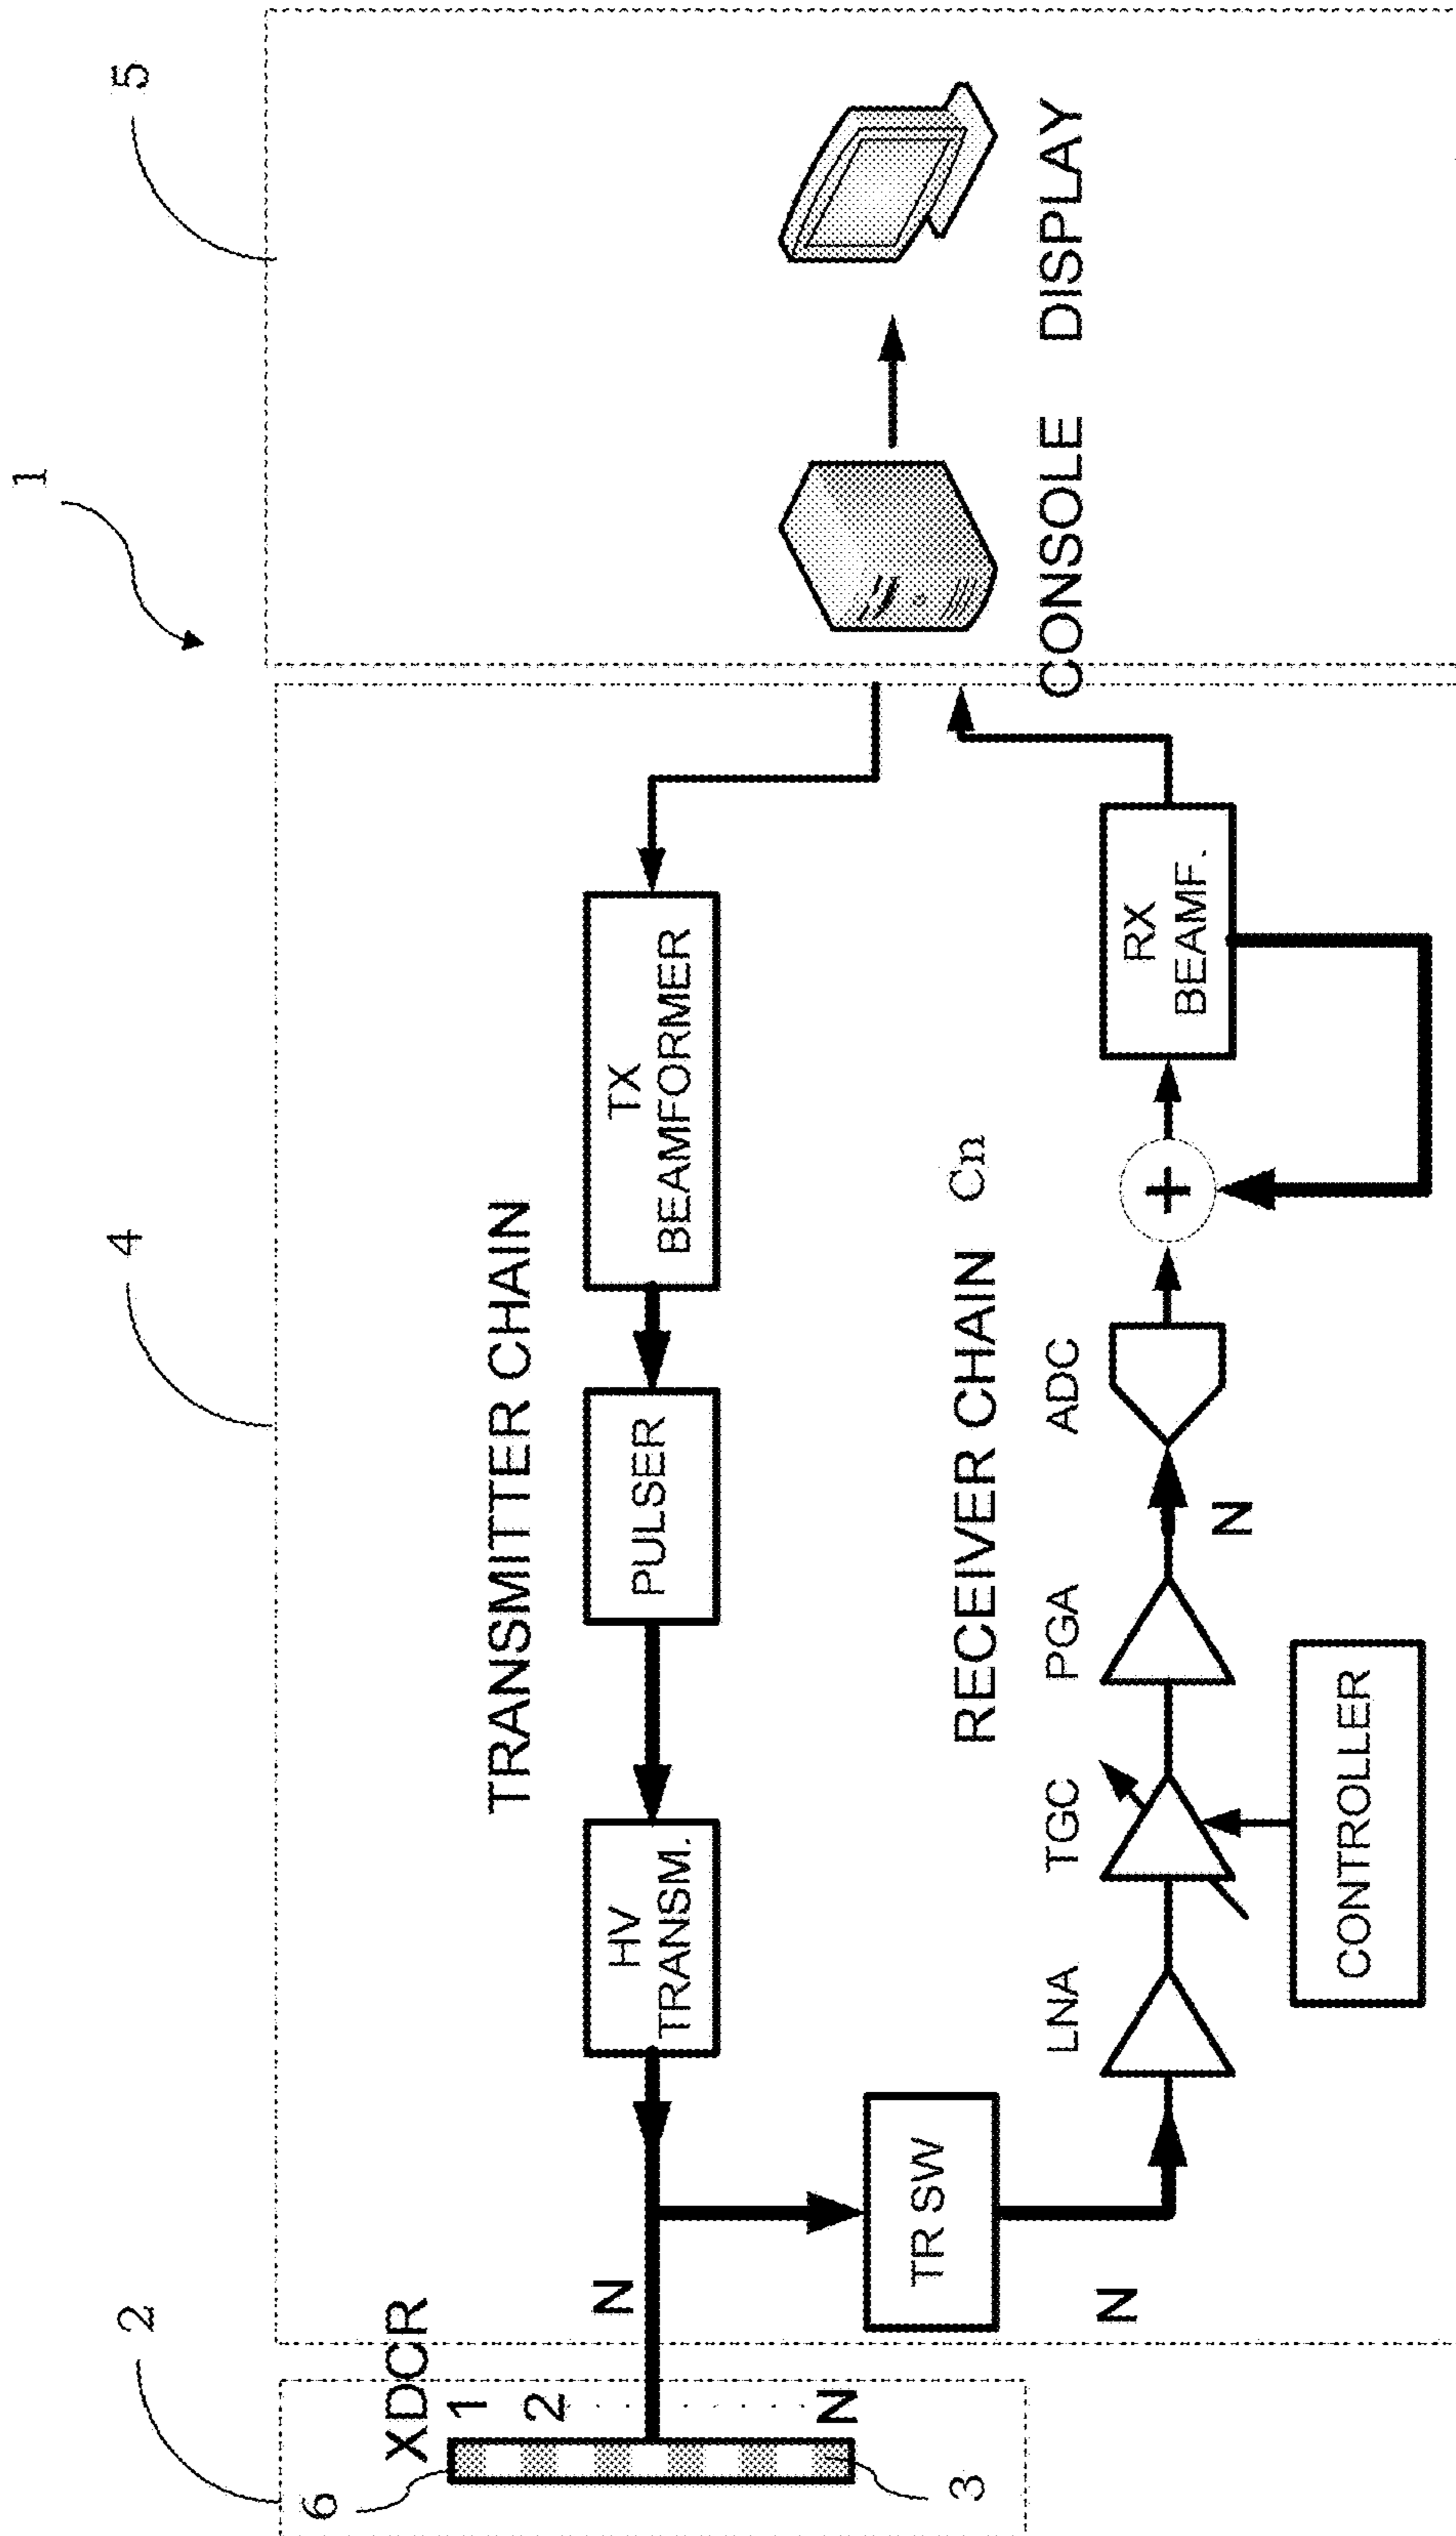 1
2
4
5
XDCR
6
1
2
N
3
N
TRANSMITTER CHAIN
HV
TRANSM.
PULSER
TX
BEAMFORMER
TR SW
N
RECEIVER CHAIN Cn
LNA
TGC
PGA
ADC
N
CONTROLLER
+
RX
BEAMF.
CONSOLE
DISPLAY